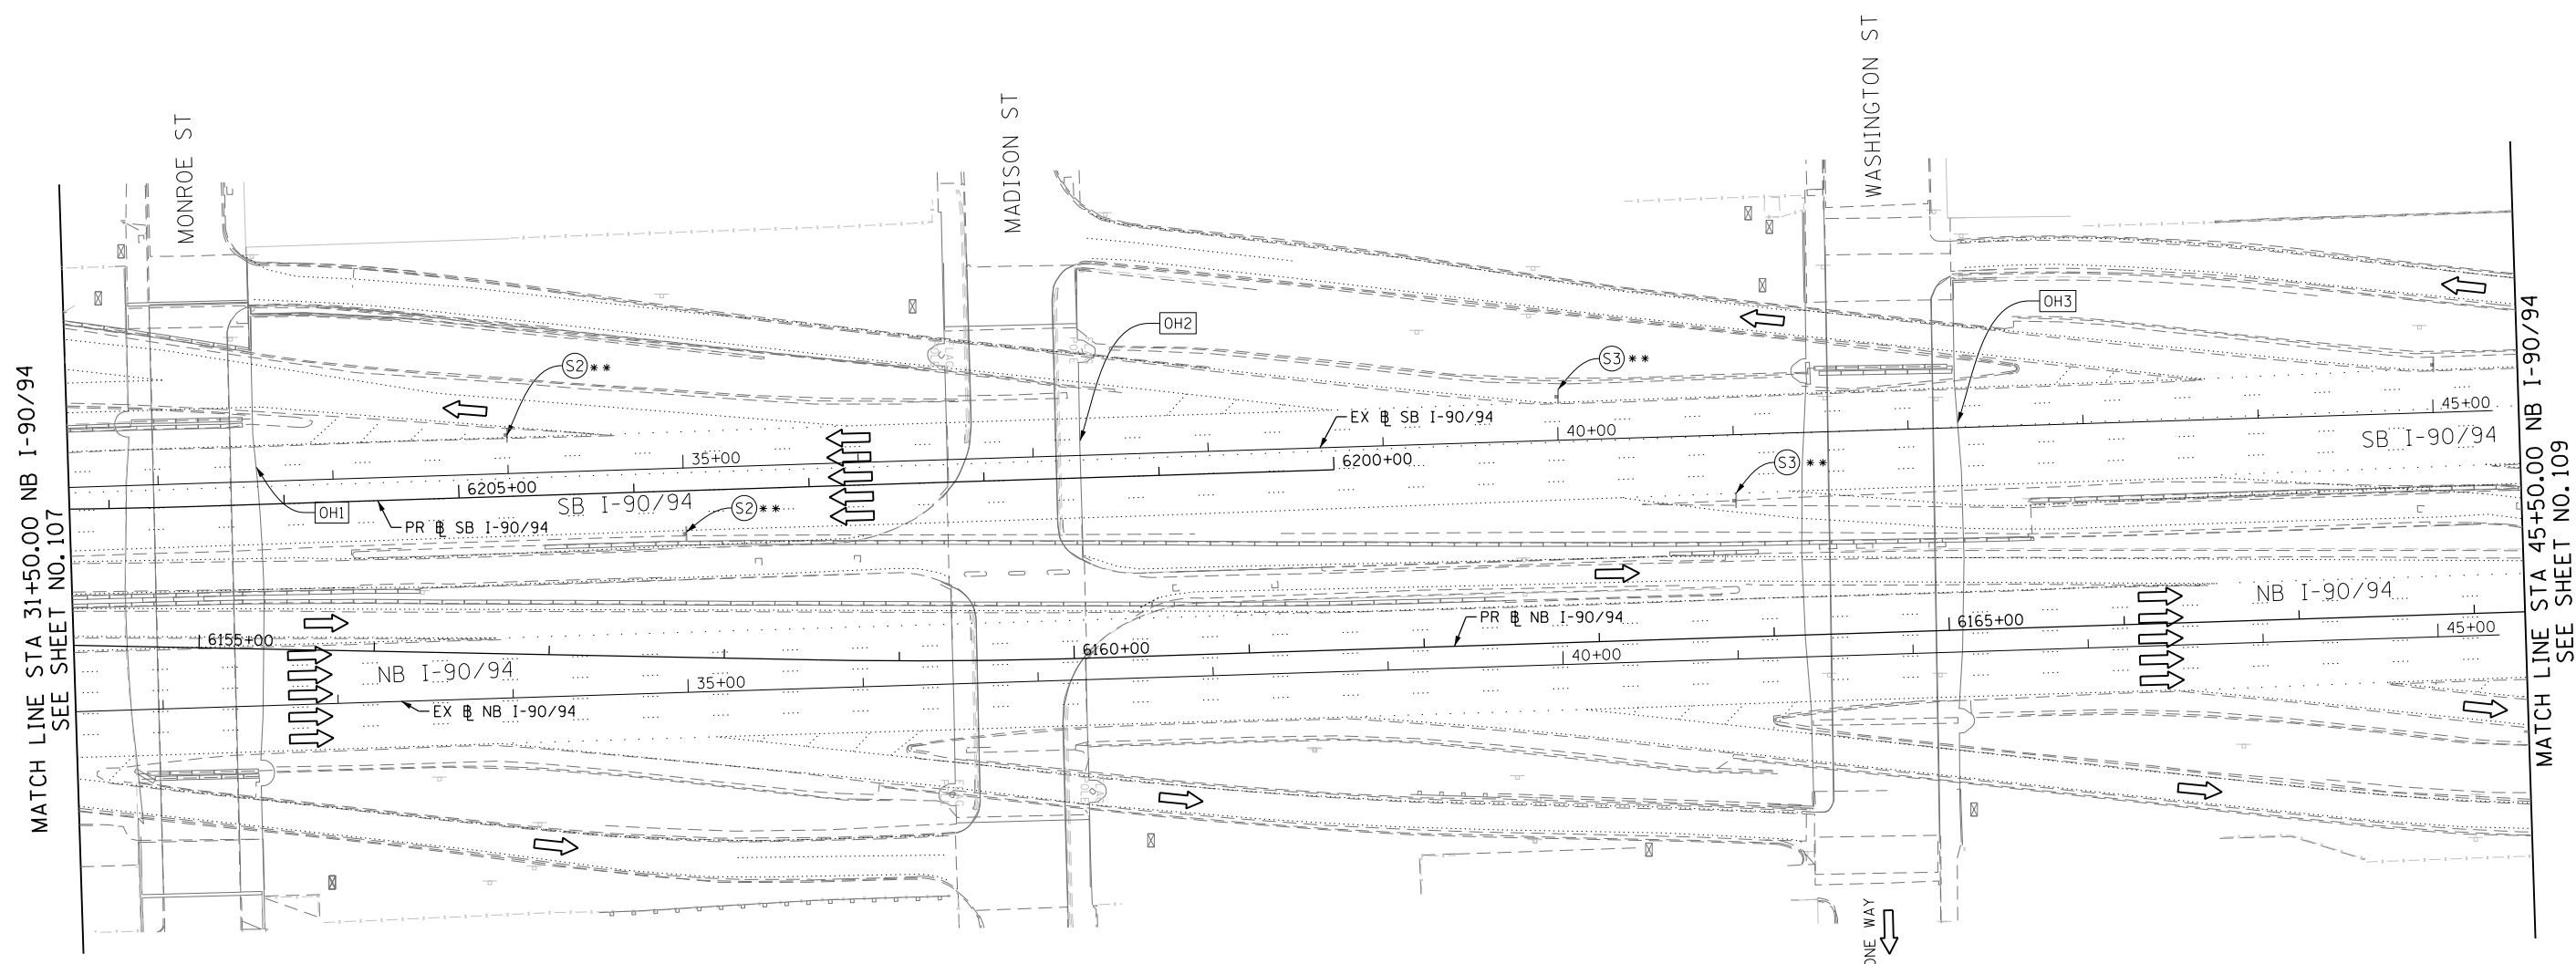 MONROE ST
MADISON ST
WASHINGTON ST
MATCH LINE STA 31+50.00 NB I-90/94
SEE SHEET NO.107
MATCH LINE STA 45+50.00 NB I-90/94
SEE SHEET NO.109
OH2
OH3
S2 **
S3 **
EX BL SB I-90/94
40+00
45+00
SB I-90/94
35+00
6200+00
S3 **
6205+00
SB I-90/94
S2 **
OH1
PR BL SB I-90/94
NB I-90/94
6155+00
6160+00
PR BL NB I-90/94
6165+00
45+00
40+00
NB I-90/94
35+00
EX BL NB I-90/94
ONE WAY